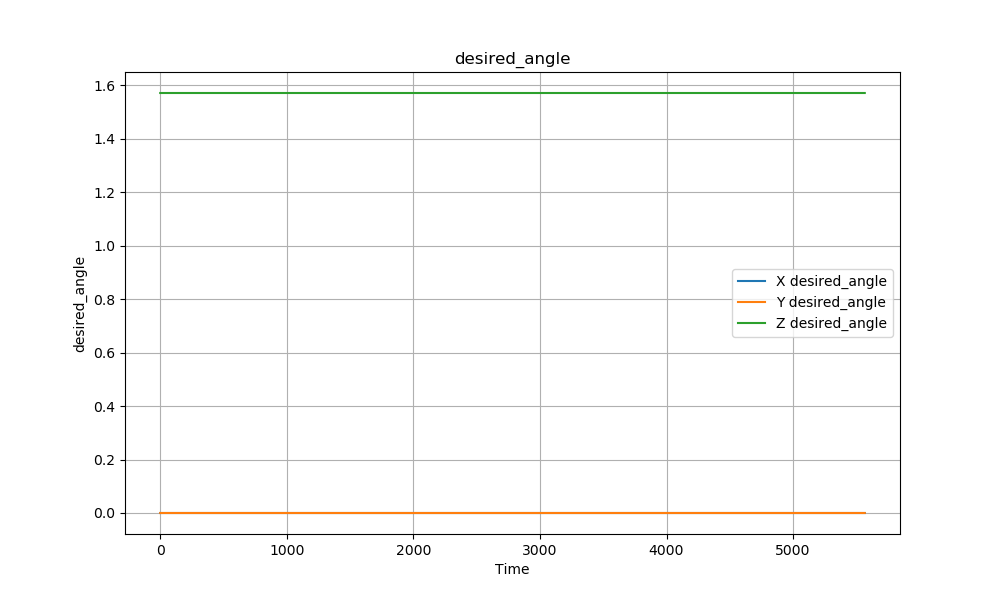 desired_angle
1.6
1.4
1.2
1.0
0.8
0.6
0.4
0.2
0.0
desired_angle
X desired_angle
Y desired_angle
Z desired_angle
0 1000 2000 3000 4000 5000
Time